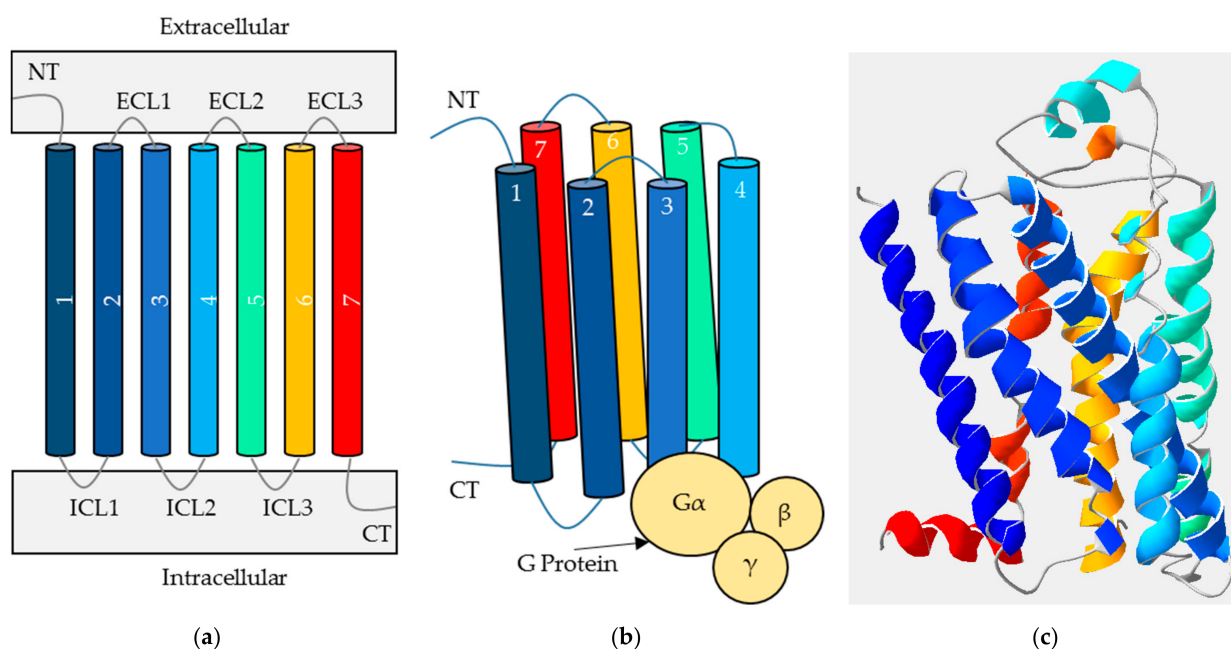 Extracellular
NT
ECL1 ECL2 ECL3
1 2 3 4 5 6 7
ICL1 ICL2 ICL3
CT
Intracellular
(a)
NT
7 6 5 4
1 2 3
CT
Gα β
γ
G Protein
(b)
(c)